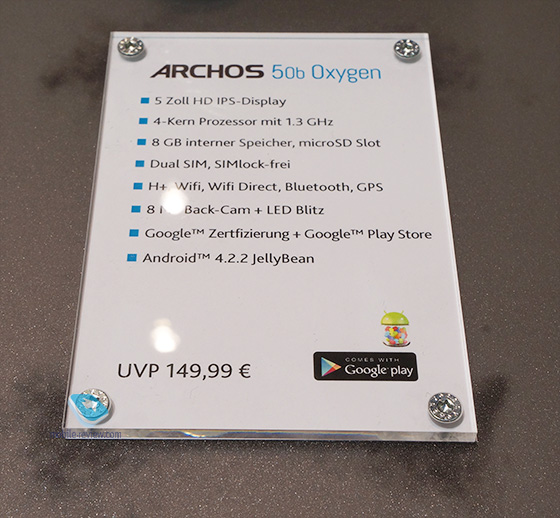 ARCHOS 50b Oxygen
5 Zoll HD IPS-Display
4-Kern Prozessor mit 1.3 GHz
8 GB interner Speicher, microSD Slot
Dual SIM, SIMlock-frei
H+, Wifi, Wifi Direct, Bluetooth, GPS
8 Back-Cam + LED Blitz
Google™ Zertfizierung + Google™ Play Store
Android™ 4.2.2 JellyBean
UVP 149,99 €
COMES WITH
Google play